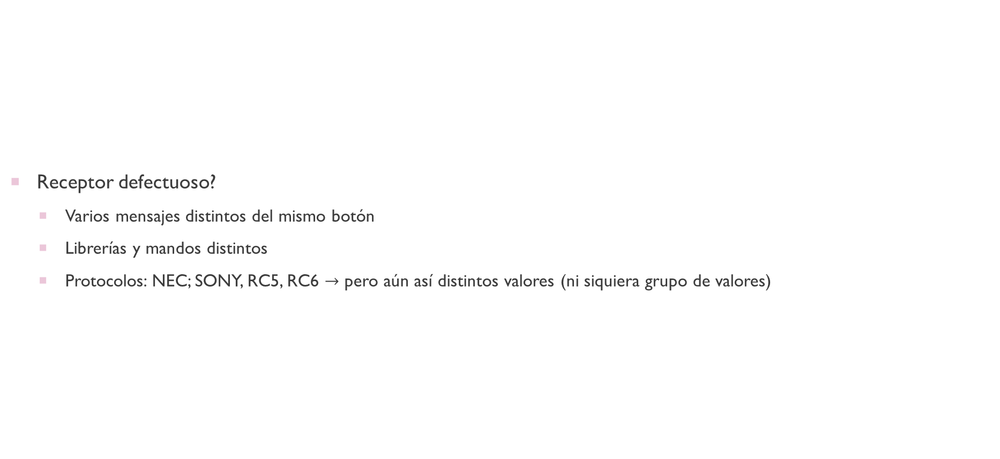 Receptor defectuoso?
Varios mensajes distintos del mismo botón
Librerías y mandos distintos
Protocolos: NEC; SONY, RC5, RC6 → pero aún así distintos valores (ni siquiera grupo de valores)